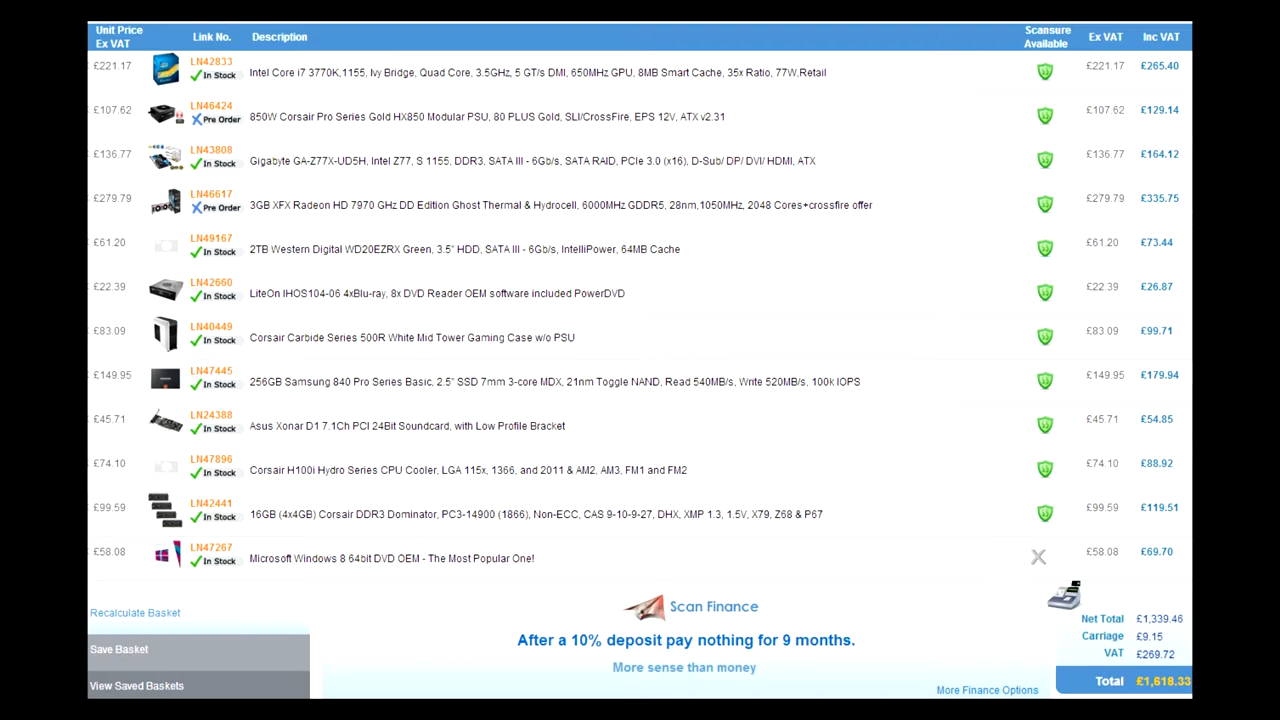 Unit Price Ex VAT Link No. Description Scansure Available Ex VAT Inc VAT
£221.17 LN42833 In Stock Intel Core i7 3770K,1155, Ivy Bridge, Quad Core, 3.5GHz, 5 GT/s DMI, 650MHz GPU, 8MB Smart Cache, 35x Ratio, 77W,Retail £221.17 £265.40
£107.62 LN46424 Pre Order 850W Corsair Pro Series Gold HX850 Modular PSU, 80 PLUS Gold, SLI/CrossFire, EPS 12V, ATX v2.31 £107.62 £129.14
£136.77 LN43808 In Stock Gigabyte GA-Z77X-UD5H, Intel Z77, S 1155, DDR3, SATA III - 6Gb/s, SATA RAID, PCIe 3.0 (x16), D-Sub/ DP/ DVI/ HDMI, ATX £136.77 £164.12
£279.79 LN46617 Pre Order 3GB XFX Radeon HD 7970 GHz DD Edition Ghost Thermal & Hydrocell, 6000MHz GDDR5, 28nm,1050MHz, 2048 Cores+crossfire offer £279.79 £335.75
£61.20 LN49167 In Stock 2TB Western Digital WD20EZRX Green, 3.5" HDD, SATA III - 6Gb/s, IntelliPower, 64MB Cache £61.20 £73.44
£22.39 LN42660 In Stock LiteOn IHOS104-06 4xBlu-ray, 8x DVD Reader OEM software included PowerDVD £22.39 £26.87
£83.09 LN40449 In Stock Corsair Carbide Series 500R White Mid Tower Gaming Case w/o PSU £83.09 £99.71
£149.95 LN47445 In Stock 256GB Samsung 840 Pro Series Basic, 2.5" SSD 7mm 3-core MDX, 21nm Toggle NAND, Read 540MB/s, Write 520MB/s, 100k IOPS £149.95 £179.94
£45.71 LN24388 In Stock Asus Xonar D1 7.1Ch PCI 24Bit Soundcard, with Low Profile Bracket £45.71 £54.85
£74.10 LN47896 In Stock Corsair H100i Hydro Series CPU Cooler, LGA 115x, 1366, and 2011 & AM2, AM3, FM1 and FM2 £74.10 £88.92
£99.59 LN42441 In Stock 16GB (4x4GB) Corsair DDR3 Dominator, PC3-14900 (1866), Non-ECC, CAS 9-10-9-27, DHX, XMP 1.3, 1.5V, X79, Z68 & P67 £99.59 £119.51
£58.08 LN47267 In Stock Microsoft Windows 8 64bit DVD OEM - The Most Popular One! £58.08 £69.70
Recalculate Basket
Save Basket
View Saved Baskets
Scan Finance
After a 10% deposit pay nothing for 9 months.
More sense than money
More Finance Options
Net Total £1,339.46
Carriage £9.15
VAT £269.72
Total £1,618.33